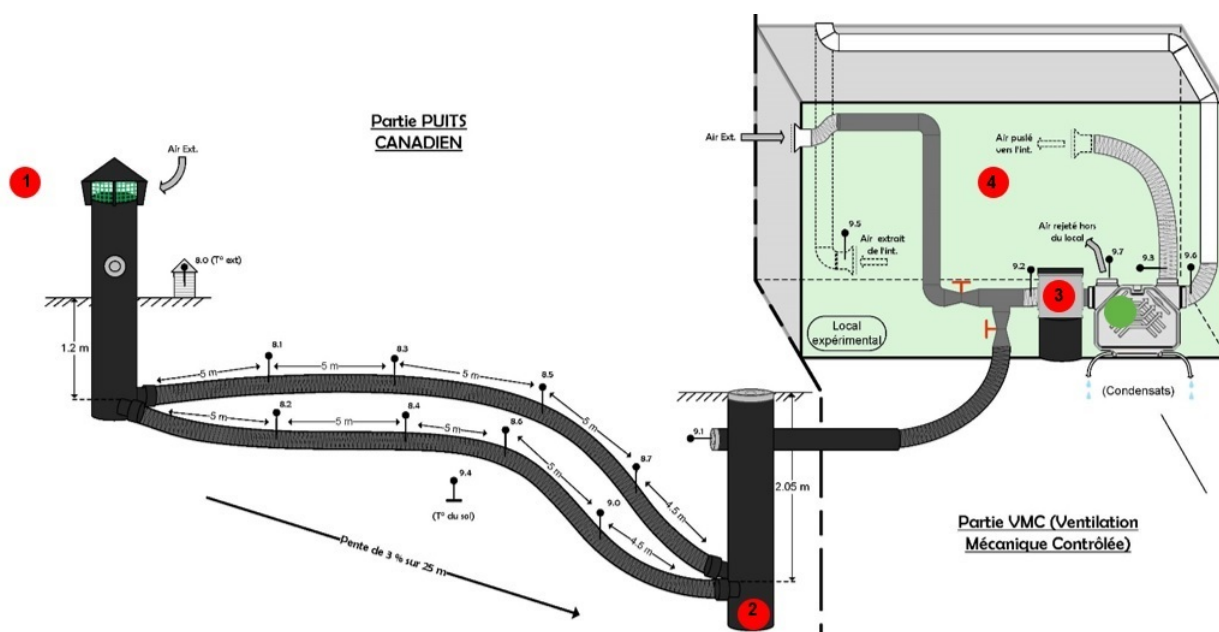 Partie PUITS
CANADIEN
Air Ext.
1
8.0 (T° ext)
1.2 m
5 m
8.1
5 m
8.3
5 m
8.5
5 m
8.7
4.5 m
5 m
8.2
5 m
8.4
5 m
8.6
5 m
9.0
4.5 m
9.4
(T° du sol)
Pente de 3 % sur 25 m
9.1
2.05 m
2
Air Ext.
Air puslé
vers l'int.
4
9.5
Air extrait
de l'int.
Air rejeté hors
du local
9.7
9.3
9.6
9.2
3
Local
expérimental
(Condensats)
Partie VMC (Ventilation
Mécanique Contrôlée)